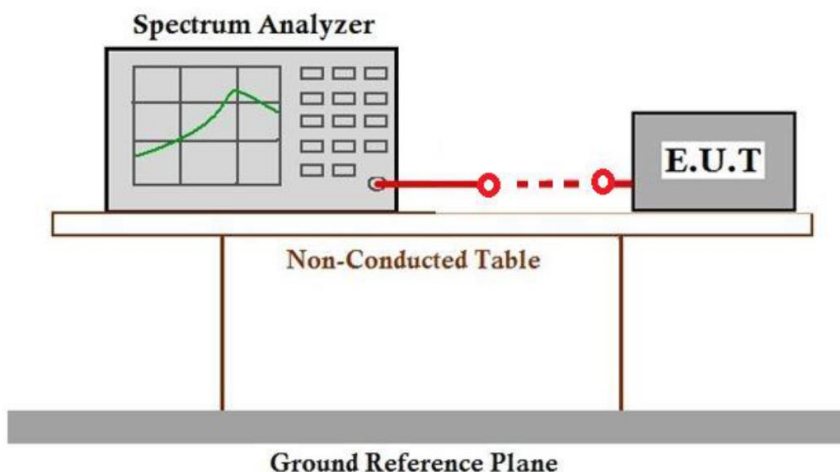 Spectrum Analyzer
E.U.T
Non-Conducted Table
Ground Reference Plane